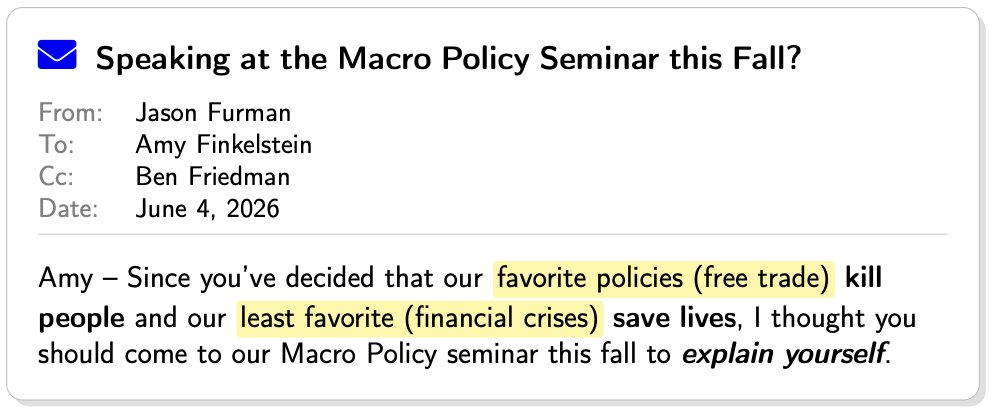 Speaking at the Macro Policy Seminar this Fall?
From: Jason Furman
To: Amy Finkelstein
Cc: Ben Friedman
Date: June 4, 2026
Amy – Since you've decided that our favorite policies (free trade) kill
people and our least favorite (financial crises) save lives, I thought you
should come to our Macro Policy seminar this fall to explain yourself.